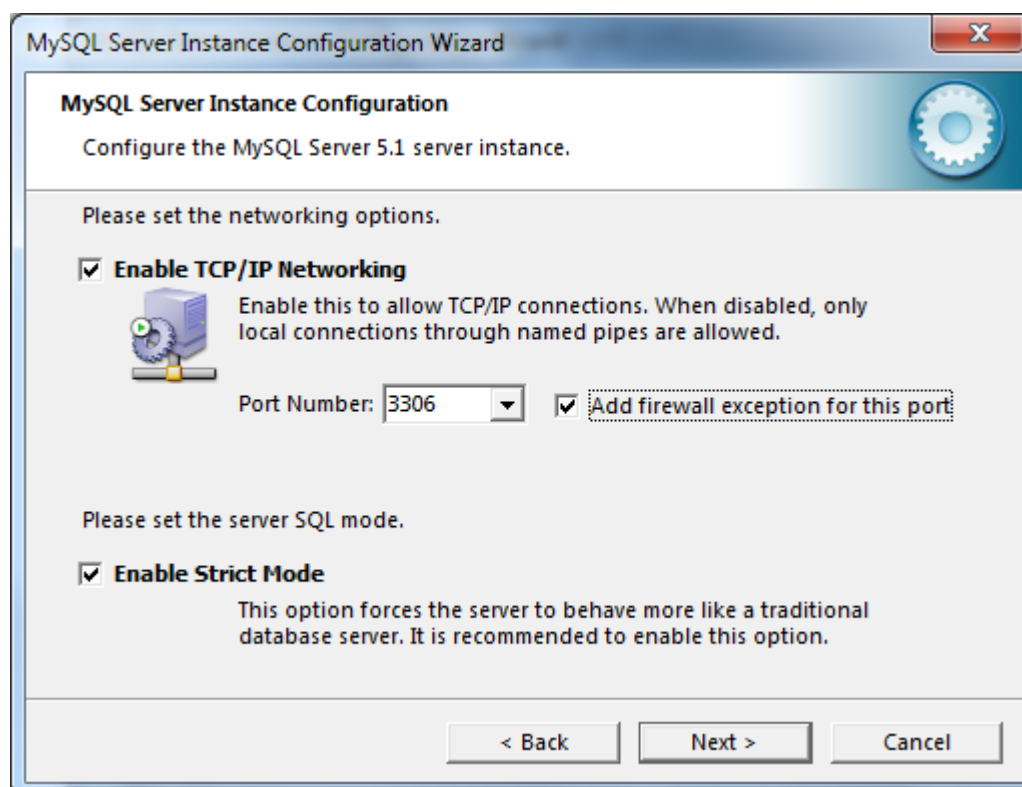 MySQL Server Instance Configuration Wizard
MySQL Server Instance Configuration
Configure the MySQL Server 5.1 server instance.
Please set the networking options.
Enable TCP/IP Networking
Enable this to allow TCP/IP connections. When disabled, only
local connections through named pipes are allowed.
Port Number: 3306 Add firewall exception for this port
Please set the server SQL mode.
Enable Strict Mode
This option forces the server to behave more like a traditional
database server. It is recommended to enable this option.
< Back Next > Cancel